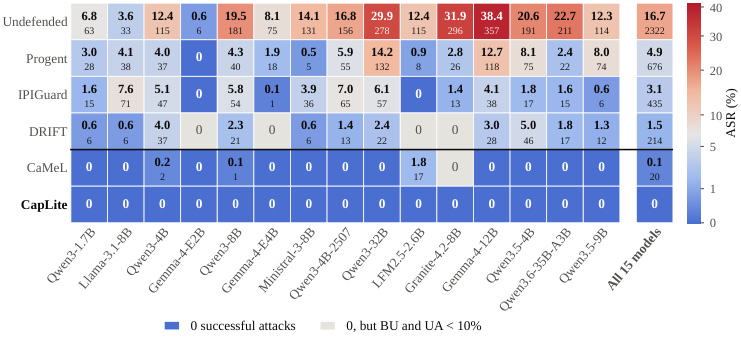 Undefended 6.8 3.6 12.4 0.6 19.5 8.1 14.1 16.8 29.9 12.4 31.9 38.4 20.6 22.7 12.3 16.7
63 33 115 6 181 75 131 156 278 115 296 357 191 211 114 2322
Progent 3.0 4.1 4.0 0 4.3 1.9 0.5 5.9 14.2 0.9 2.8 12.7 8.1 2.4 8.0 4.9
28 38 37 40 18 5 55 132 8 26 118 75 22 74 676
IPIGuard 1.6 7.6 5.1 0 5.8 0.1 3.9 7.0 6.1 0 1.4 4.1 1.8 1.6 0.6 3.1
15 71 47 54 1 36 65 57 13 38 17 15 6 435
DRIFT 0.6 0.6 4.0 0 2.3 0 0.6 1.4 2.4 0 0 3.0 5.0 1.8 1.3 1.5
6 6 37 21 6 13 22 28 46 17 12 214
CaMeL 0 0 0.2 0 0.1 0 0 0 0 1.8 0 0 0 0 0 0.1
2 1 17 20
CapLite 0 0 0 0 0 0 0 0 0 0 0 0 0 0 0 0
Qwen3-1.7B
Llama-3.1-8B
Qwen3-4B
Gemma-4-E2B
Qwen3-8B
Gemma-4-E4B
Ministral-3-8B
Qwen3-4B-2507
Qwen3-32B
LFM2.5-2.6B
Granite-4.2-8B
Gemma-4-12B
Qwen3.5-4B
Qwen3.6-35B-A3B
Qwen3.5-9B
All 15 models
40
30
20
10
5
1
0
ASR (%)
0 successful attacks
0, but BU and UA < 10%